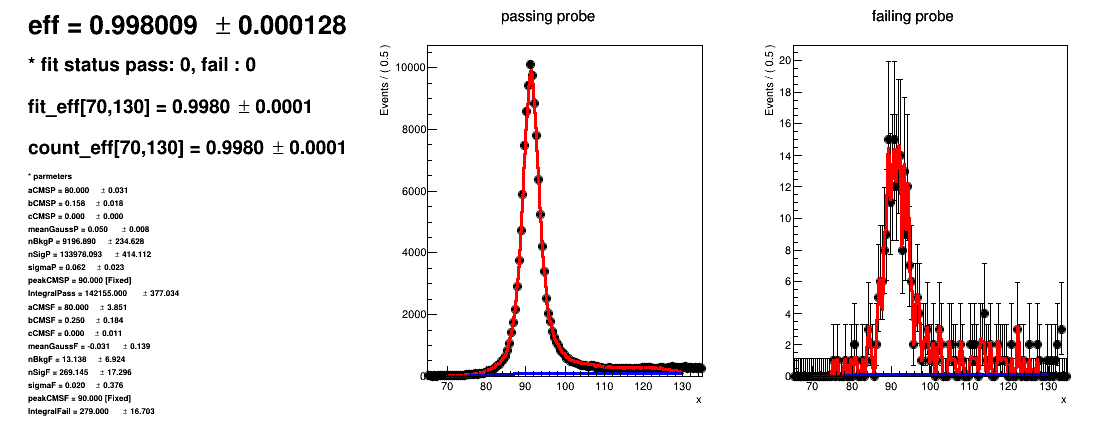 eff = 0.998009 ± 0.000128
* fit status pass: 0, fail : 0
fit_eff[70,130] = 0.9980 ± 0.0001
count_eff[70,130] = 0.9980 ± 0.0001
* parmeters
aCMSP = 80.000 ± 0.031
bCMSP = 0.158 ± 0.018
cCMSP = 0.000 ± 0.000
meanGaussP = 0.050 ± 0.008
nBkgP = 9196.890 ± 234.628
nSigP = 133978.093 ± 414.112
sigmaP = 0.062 ± 0.023
peakCMSP = 90.000 [Fixed]
IntegralPass = 142155.000 ± 377.034
aCMSF = 80.000 ± 3.851
bCMSF = 0.250 ± 0.184
cCMSF = 0.000 ± 0.011
meanGaussF = -0.031 ± 0.139
nBkgF = 13.138 ± 6.924
nSigF = 269.145 ± 17.296
sigmaF = 0.020 ± 0.376
peakCMSF = 90.000 [Fixed]
IntegralFail = 279.000 ± 16.703
passing probe
Events / ( 0.5 )
10000
8000
6000
4000
2000
0
70 80 90 100 110 120 130
x
failing probe
Events / ( 0.5 )
20
18
16
14
12
10
8
6
4
2
0
70 80 90 100 110 120 130
x